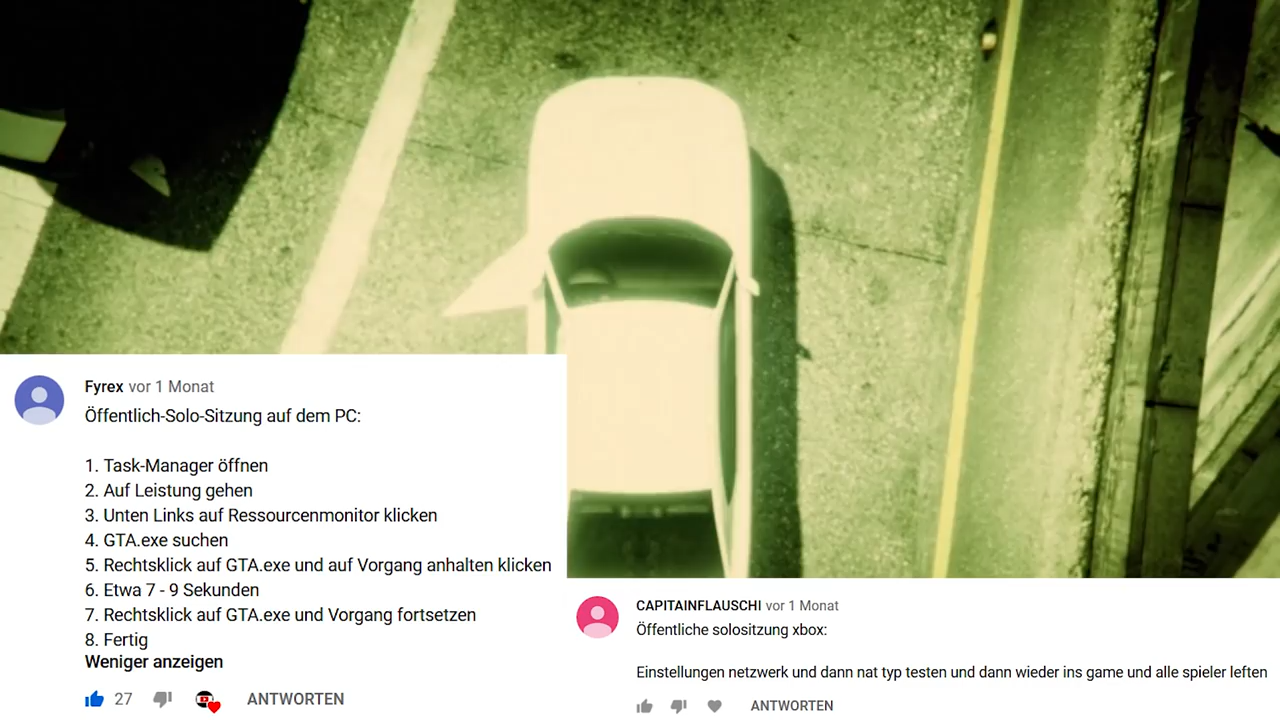 Fyrex vor 1 Monat
Öffentlich-Solo-Sitzung auf dem PC:
1. Task-Manager öffnen
2. Auf Leistung gehen
3. Unten Links auf Ressourcenmonitor klicken
4. GTA.exe suchen
5. Rechtsklick auf GTA.exe und auf Vorgang anhalten klicken
6. Etwa 7 - 9 Sekunden
7. Rechtsklick auf GTA.exe und Vorgang fortsetzen
8. Fertig
Weniger anzeigen
27 ANTWORTEN
CAPITAINFLAUSCHI vor 1 Monat
Öffentliche solositzung xbox:
Einstellungen netzwerk und dann nat typ testen und dann wieder ins game und alle spieler leften
ANTWORTEN